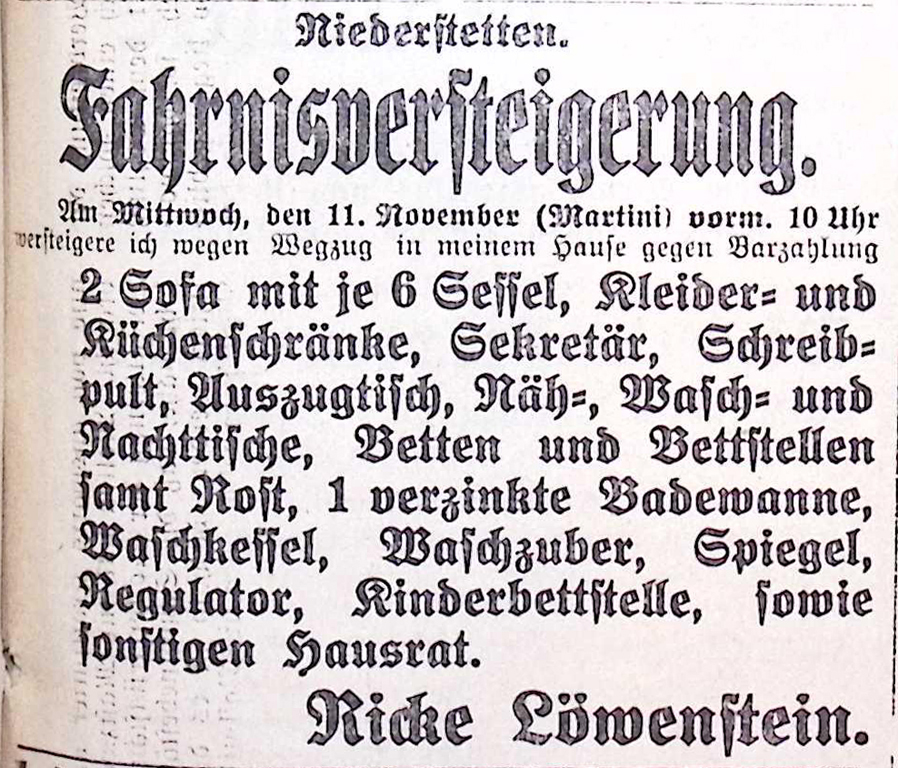 Niederstetten.
Fahrnisversteigerung.
Am Mittwoch, den 11. November (Martini) vorm. 10 Uhr
versteigere ich wegen Wegzug in meinem Hause gegen Barzahlung
2 Sofa mit je 6 Sessel, Kleider- und
Küchenschränke, Sekretär, Schreib-
pult, Auszugtisch, Näh-, Wasch- und
Nachttische, Betten und Bettstellen
samt Rost, 1 verzinkte Badewanne,
Waschkessel, Waschzuber, Spiegel,
Regulator, Kinderbettstelle, sowie
sonstigen Hausrat.
Ricke Löwenstein.